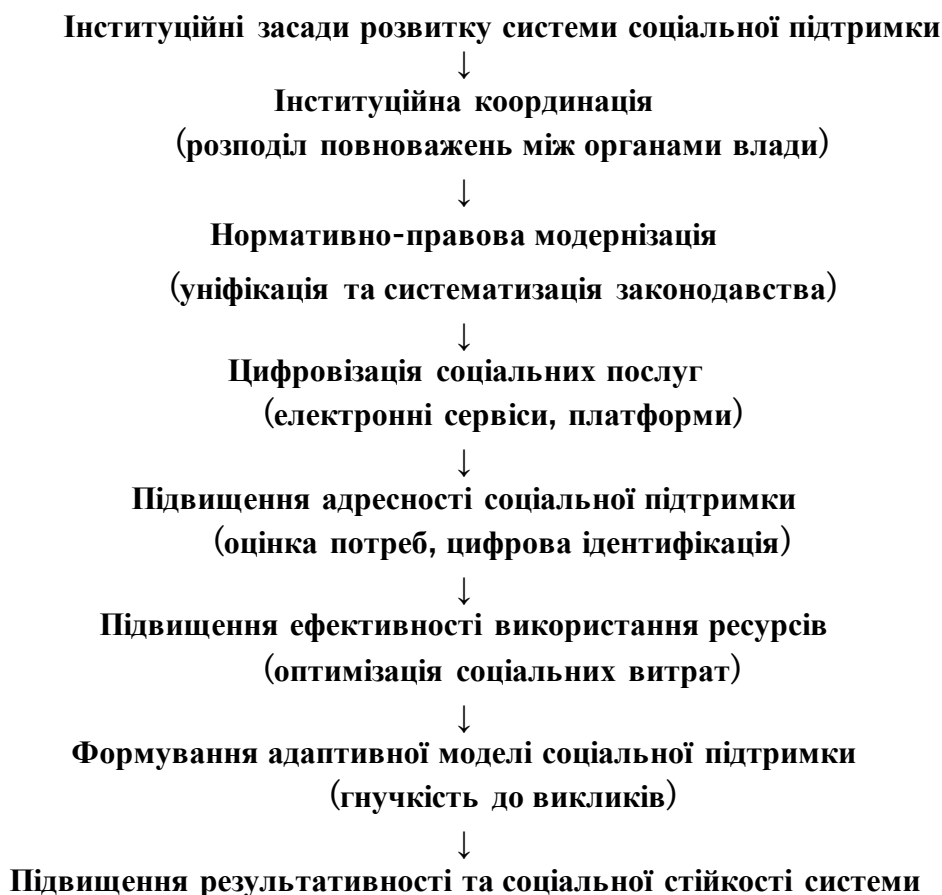 Інституційні засади розвитку системи соціальної підтримки
↓
Інституційна координація
(розподіл повноважень між органами влади)
↓
Нормативно-правова модернізація
(уніфікація та систематизація законодавства)
↓
Цифровізація соціальних послуг
(електронні сервіси, платформи)
↓
Підвищення адресності соціальної підтримки
(оцінка потреб, цифрова ідентифікація)
↓
Підвищення ефективності використання ресурсів
(оптимізація соціальних витрат)
↓
Формування адаптивної моделі соціальної підтримки
(гнучкість до викликів)
↓
Підвищення результативності та соціальної стійкості системи